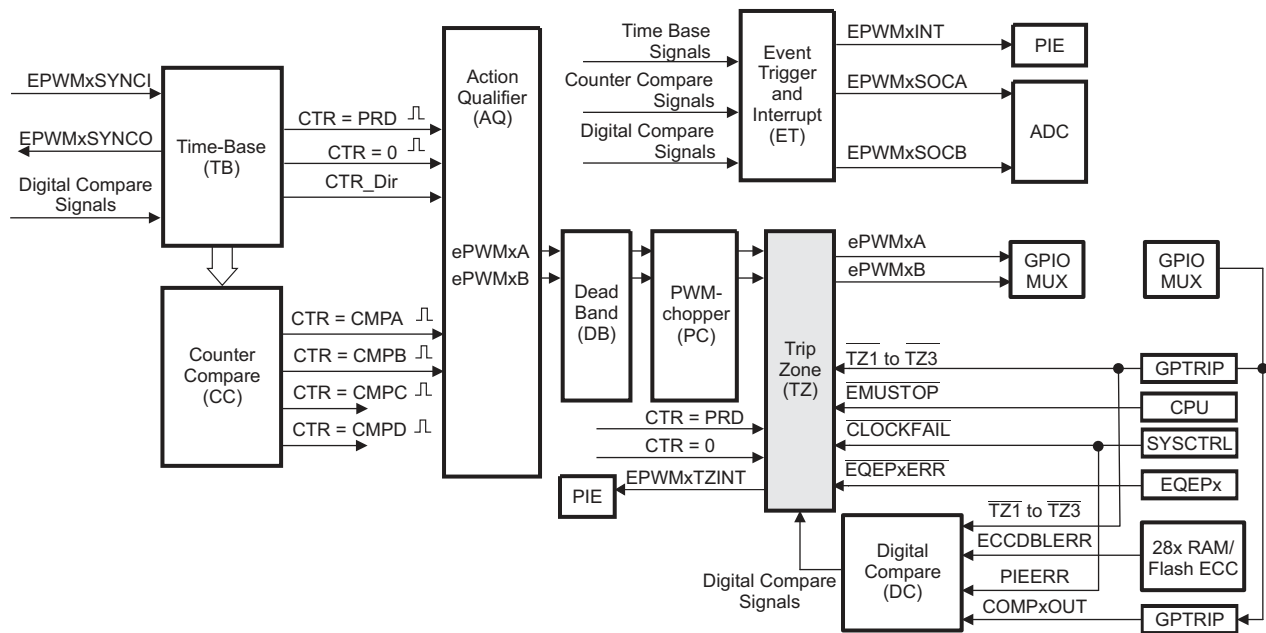 EPWMxSYNCI
EPWMxSYNCO
Digital Compare
Signals
Time-Base
(TB)
CTR = PRD
CTR = 0
CTR_Dir
Counter
Compare
(CC)
CTR = CMPA
CTR = CMPB
CTR = CMPC
CTR = CMPD
Action
Qualifier
(AQ)
ePWMxA
ePWMxB
Time Base
Signals
Counter Compare
Signals
Digital Compare
Signals
Event
Trigger
and
Interrupt
(ET)
EPWMxINT
EPWMxSOCA
EPWMxSOCB
PIE
ADC
Dead
Band
(DB)
PWM-
chopper
(PC)
CTR = PRD
CTR = 0
EPWMxTZINT
PIE
Trip
Zone
(TZ)
ePWMxA
ePWMxB
GPIO
MUX
GPIO
MUX
TZ1 to TZ3
GPTRIP
EMUSTOP
CPU
CLOCKFAIL
SYSCTRL
EQEPxERR
EQEPx
Digital Compare
Signals
Digital
Compare
(DC)
TZ1 to TZ3
ECCDBLERR
28x RAM/
Flash ECC
PIEERR
COMPxOUT
GPTRIP